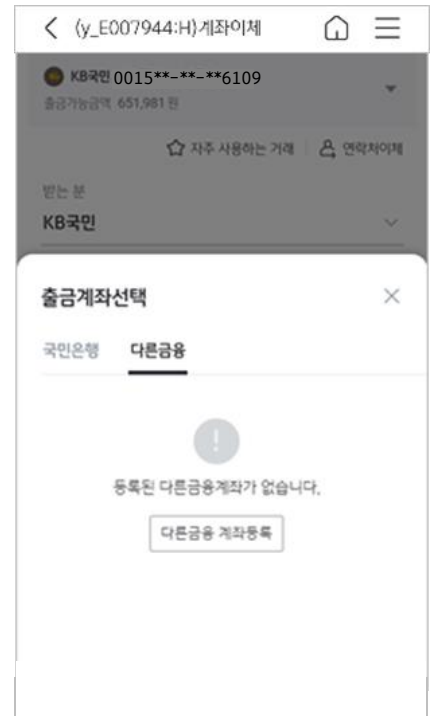 (y_E007944:H)계좌이체
KB국민 0015**-**-**6109
출금가능금액 651,981 원
자주 사용하는 거래 연락처이체
받는 분
KB국민
출금계좌선택
국민은행 다른금융
등록된 다른금융계좌가 없습니다.
다른금융 계좌등록